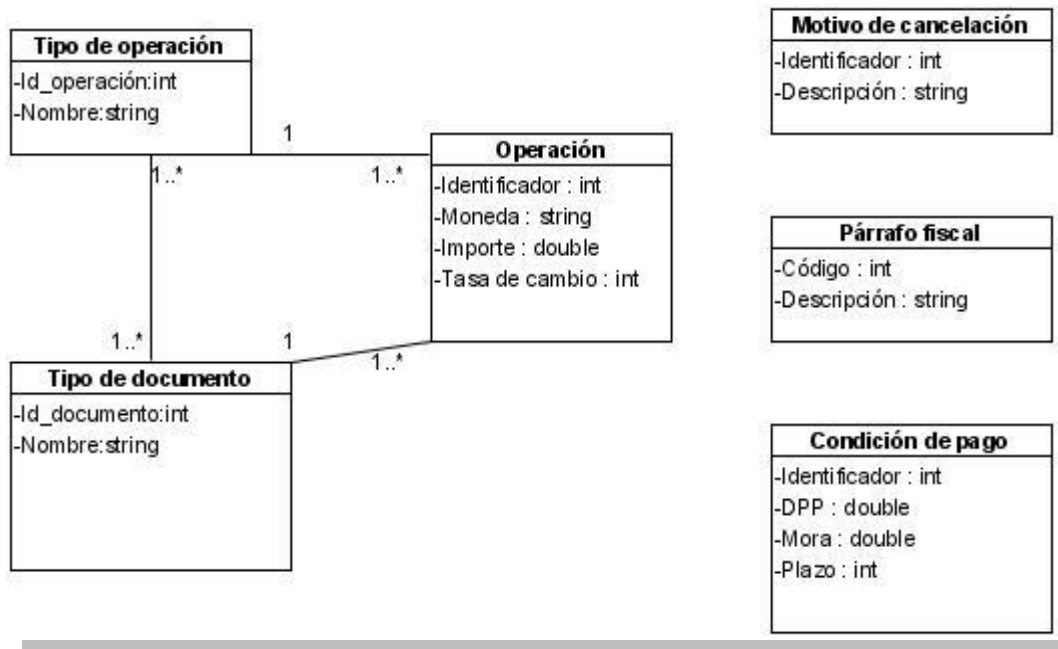 Tipo de operación
-Id_operación:int
-Nombre:string
1
1..*
1..*
Operación
-Identificador : int
-Moneda : string
-Importe : double
-Tasa de cambio : int
1..*
1
1..*
Tipo de documento
-Id_documento:int
-Nombre:string
Motivo de cancelación
-Identificador : int
-Descripción : string
Párrafo fiscal
-Código : int
-Descripción : string
Condición de pago
-Identificador : int
-DPP : double
-Mora : double
-Plazo : int